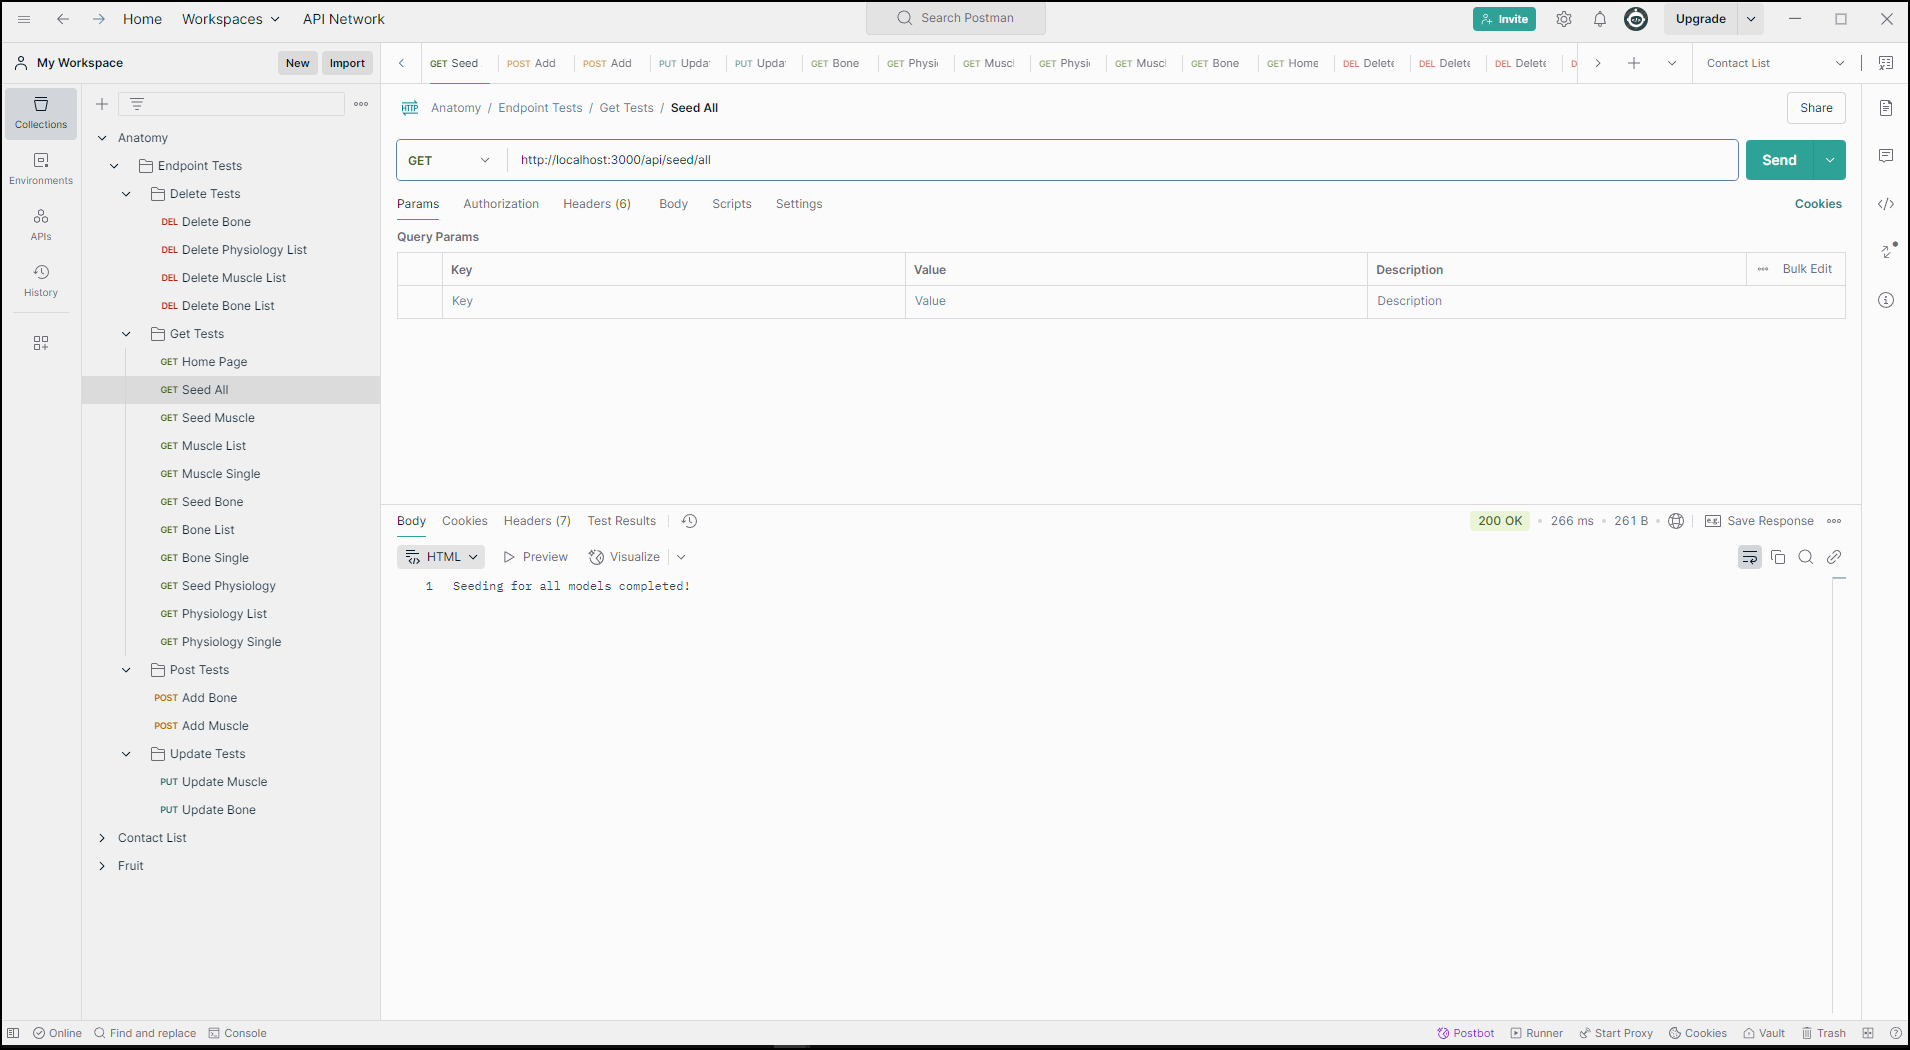 Home Workspaces API Network Search Postman Invite Upgrade
My Workspace New Import GET Seed POST Add POST Add PUT Upda PUT Upda GET Bone GET Physi GET Muscl GET Physi GET Muscl GET Bone GET Home DEL Delete DEL Delete DEL Delete D Contact List
Collections
Environments
APIs
History
Anatomy
Endpoint Tests
Delete Tests
DEL Delete Bone
DEL Delete Physiology List
DEL Delete Muscle List
DEL Delete Bone List
Get Tests
GET Home Page
GET Seed All
GET Seed Muscle
GET Muscle List
GET Muscle Single
GET Seed Bone
GET Bone List
GET Bone Single
GET Seed Physiology
GET Physiology List
GET Physiology Single
Post Tests
POST Add Bone
POST Add Muscle
Update Tests
PUT Update Muscle
PUT Update Bone
Contact List
Fruit
HTTP Anatomy / Endpoint Tests / Get Tests / Seed All Share
GET http://localhost:3000/api/seed/all Send
Params Authorization Headers (6) Body Scripts Settings Cookies
Query Params
Key Value Description Bulk Edit
Key Value Description
Body Cookies Headers (7) Test Results 200 OK • 266 ms • 261 B • e.g. Save Response
HTML Preview Visualize
1 Seeding for all models completed!
Online Find and replace Console Postbot Runner Start Proxy Cookies Vault Trash